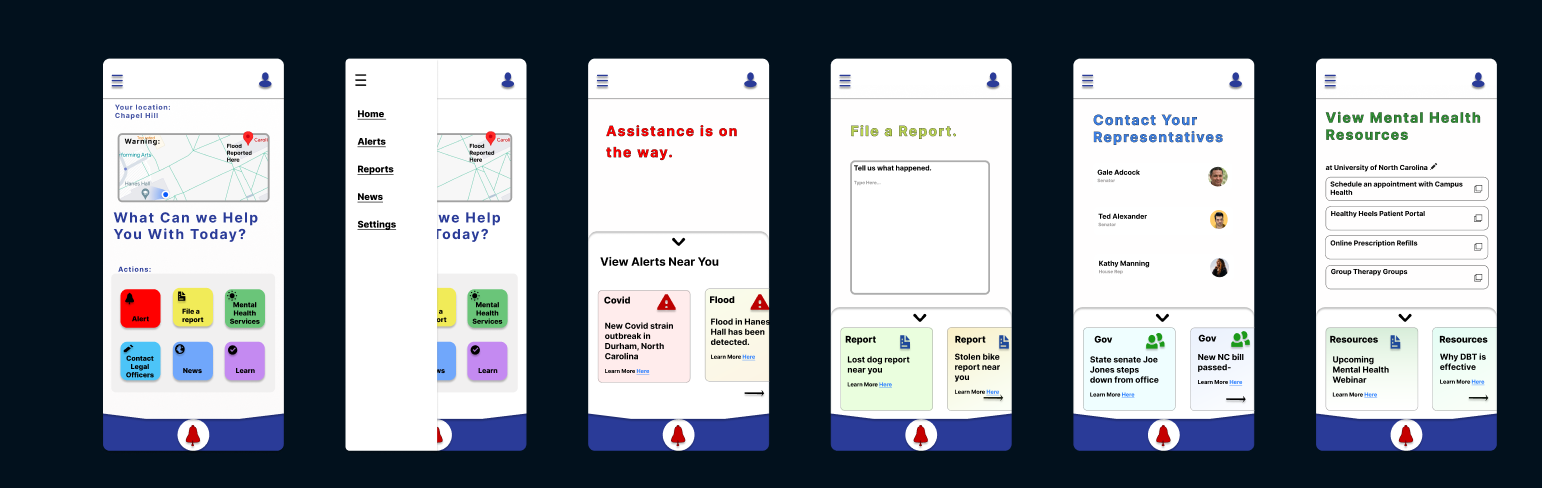 Your location:
Chapel Hill
Warning:
Caroli
forming Arts
Flood
Reported
Here
Hanes Hall
What Can we Help
You With Today?
Actions:
Alert
File a
report
Mental
Health
Services
Contact
Legal
Officers
News
Learn
Home
Alerts
Reports
News
Settings
Caroli
Flood
Reported
Here
we Help
Today?
ort
Mental
Health
Services
ws
Learn
Assistance is on
the way.
View Alerts Near You
Covid
New Covid strain
outbreak in
Durham, North
Carolina
Learn More Here
Flood
Flood in Hanes
Hall has been
detected.
Learn More Here
File a Report.
Tell us what happened.
Type Here...
Report
Lost dog report
near you
Learn More Here
Report
Stolen bike
report near
you
Learn More Here
Contact Your
Representatives
Gale Adcock
Senator
Ted Alexander
Senator
Kathy Manning
House Rep
Gov
State senate Joe
Jones steps
down from office
Learn More Here
Gov
New NC bill
passed-
Learn More Here
View Mental Health
Resources
at University of North Carolina
Schedule an appointment with Campus
Health
Healthy Heels Patient Portal
Online Prescription Refills
Group Therapy Groups
Resources
Upcoming
Mental Health
Webinar
Learn More Here
Resources
Why DBT is
effective
Learn More Here